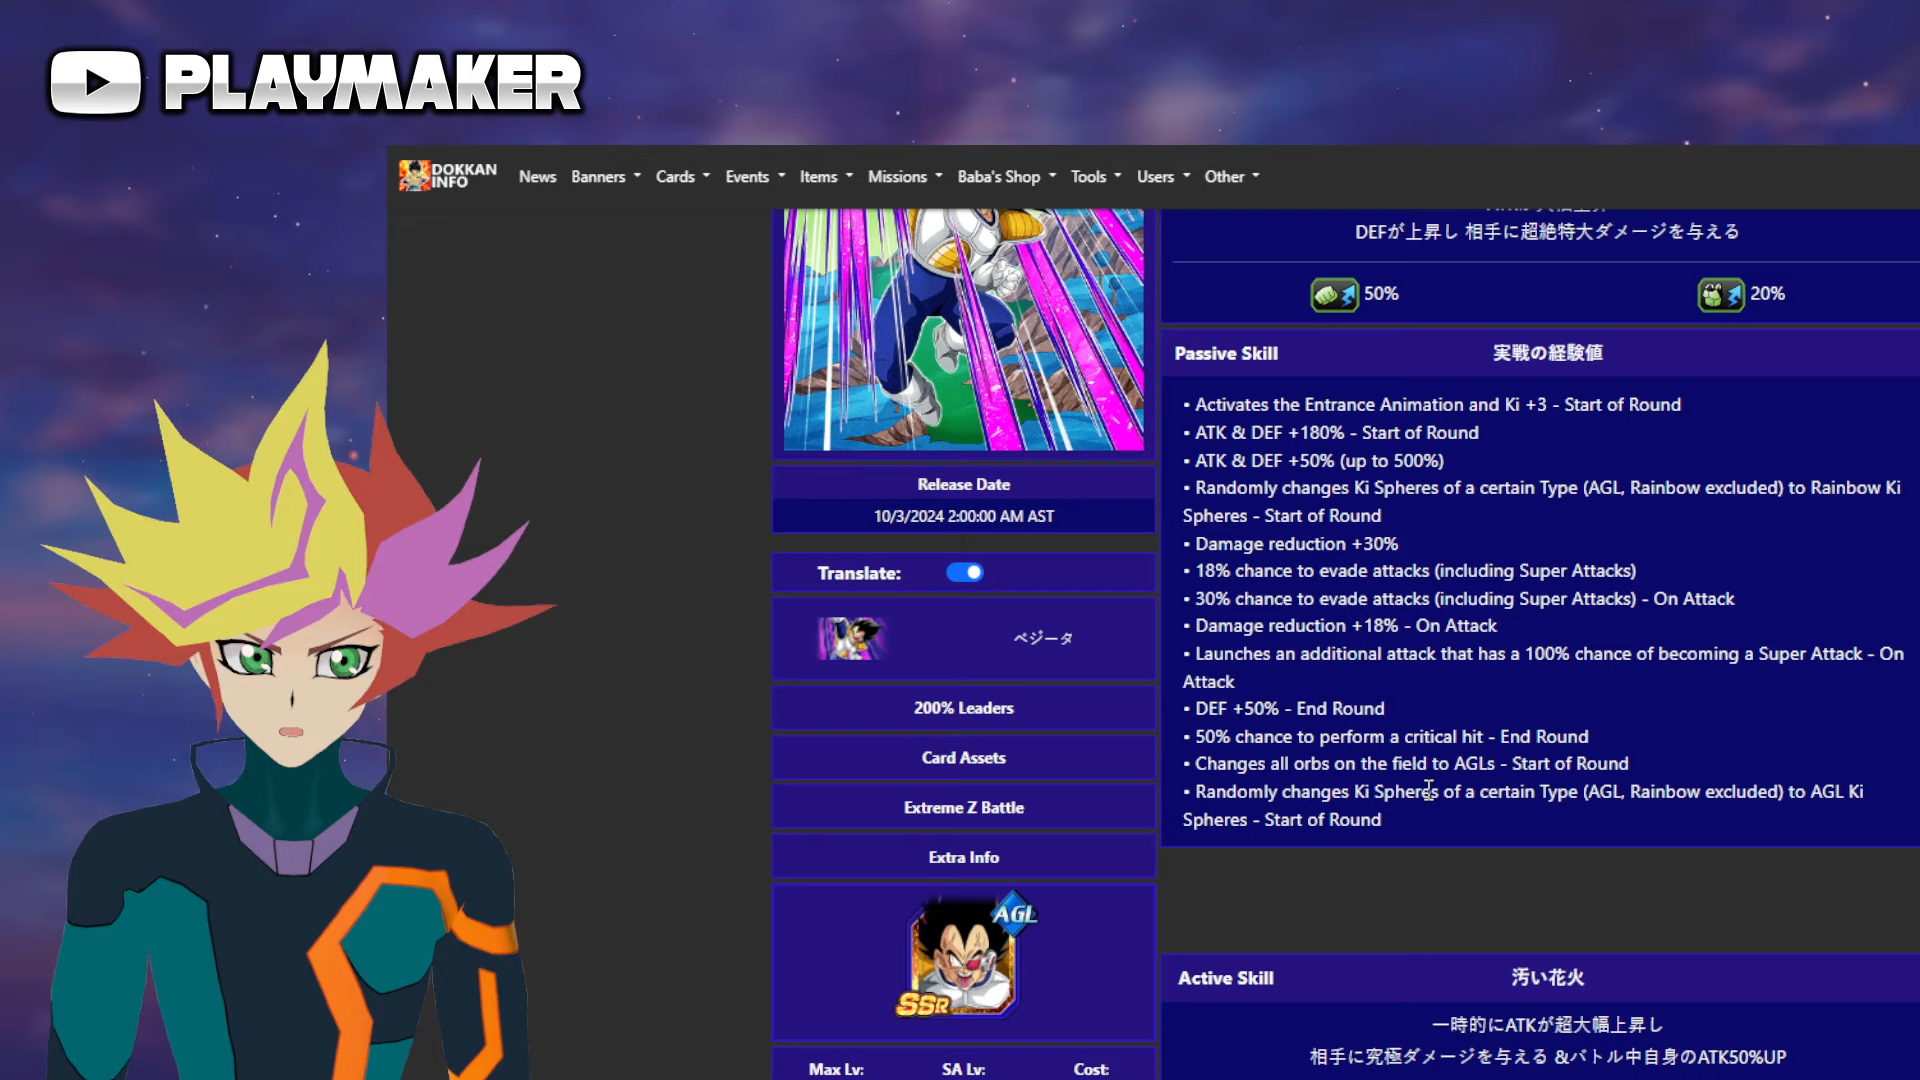 PLAYMAKER
DOKKAN
INFO
News Banners Cards Events Items Missions Baba's Shop Tools Users Other
DEFが上昇し 相手に超絶特大ダメージを与える
50% 20%
Passive Skill 実戦の経験値
• Activates the Entrance Animation and Ki +3 - Start of Round
• ATK & DEF +180% - Start of Round
• ATK & DEF +50% (up to 500%)
• Randomly changes Ki Spheres of a certain Type (AGL, Rainbow excluded) to Rainbow Ki
Spheres - Start of Round
• Damage reduction +30%
• 18% chance to evade attacks (including Super Attacks)
• 30% chance to evade attacks (including Super Attacks) - On Attack
• Damage reduction +18% - On Attack
• Launches an additional attack that has a 100% chance of becoming a Super Attack - On
Attack
• DEF +50% - End Round
• 50% chance to perform a critical hit - End Round
• Changes all orbs on the field to AGLs - Start of Round
• Randomly changes Ki Spheres of a certain Type (AGL, Rainbow excluded) to AGL Ki
Spheres - Start of Round
Release Date
10/3/2024 2:00:00 AM AST
Translate:
ベジータ
200% Leaders
Card Assets
Extreme Z Battle
Extra Info
AGL
SSR
Max Lv: SA Lv: Cost:
Active Skill 汚い花火
一時的にATKが超大幅上昇し
相手に究極ダメージを与える &バトル中自身のATK50%UP